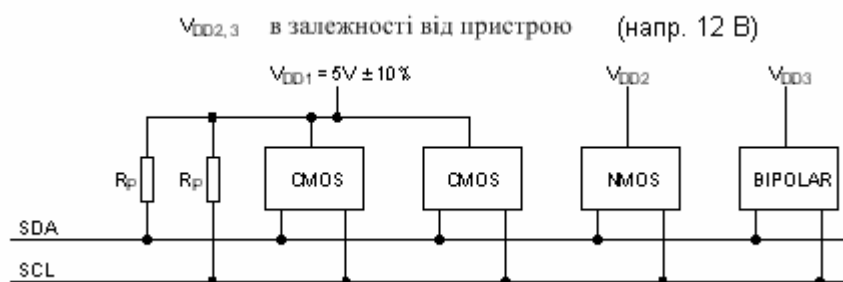 VDD2, 3 в залежності від пристрою (напр. 12 В)
VDD1 = 5V ± 10% VDD2 VDD3
RP RP CMOS CMOS NMOS BIPOLAR
SDA
SCL